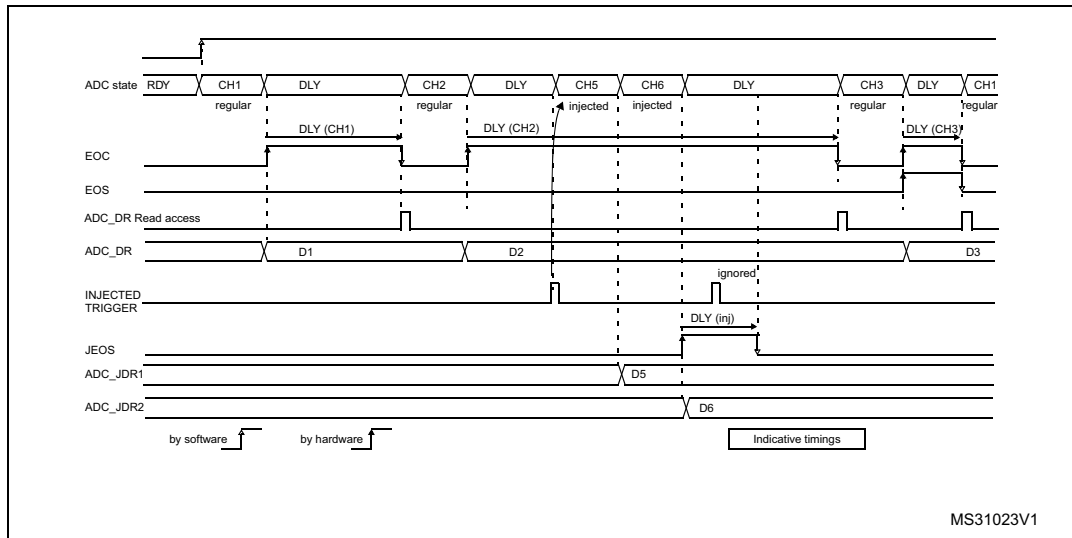 ADC state RDY CH1 DLY CH2 DLY CH5 CH6 DLY CH3 DLY CH1
regular regular injected injected regular regular
DLY (CH1) DLY (CH2) DLY (CH3)
EOC
EOS
ADC_DR Read access
ADC_DR D1 D2 D3
ignored
INJECTED
TRIGGER
DLY (inj)
JEOS
ADC_JDR1 D5
ADC_JDR2 D6
by software by hardware Indicative timings
MS31023V1